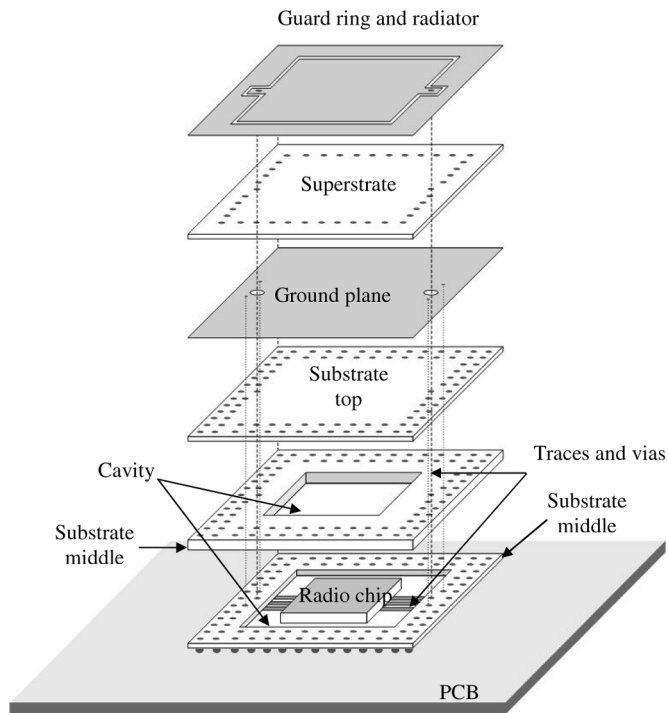 Guard ring and radiator
Superstrate
Ground plane
Substrate
top
Cavity
Traces and vias
Substrate
middle
Substrate
middle
Radio chip
PCB